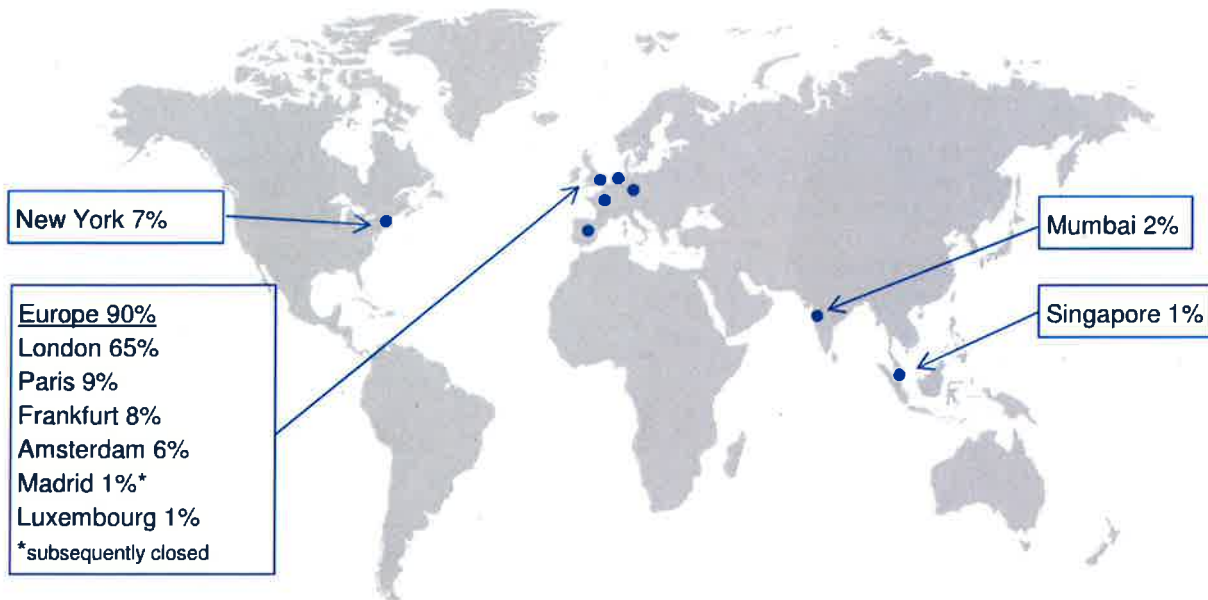 New York 7%
Europe 90%
London 65%
Paris 9%
Frankfurt 8%
Amsterdam 6%
Madrid 1%*
Luxembourg 1%
*subsequently closed
Mumbai 2%
Singapore 1%